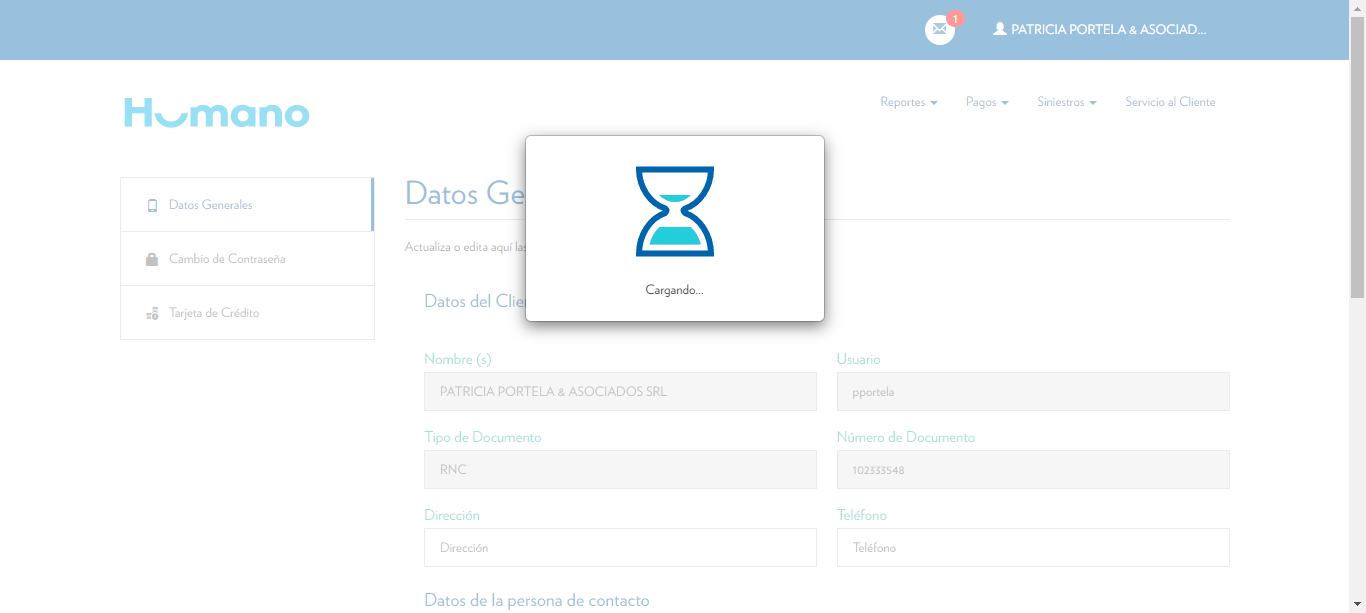 1
PATRICIA PORTELA & ASOCIAD...
Humano
Reportes
Pagos
Siniestros
Servicio al Cliente
Datos Generales
Cambio de Contraseña
Tarjeta de Crédito
Datos Ge
Actualiza o edita aquí las
Cargando...
Datos del Clie
Nombre (s)
Usuario
PATRICIA PORTELA & ASOCIADOS SRL
pportela
Tipo de Documento
Número de Documento
RNC
102333548
Dirección
Teléfono
Dirección
Teléfono
Datos de la persona de contacto